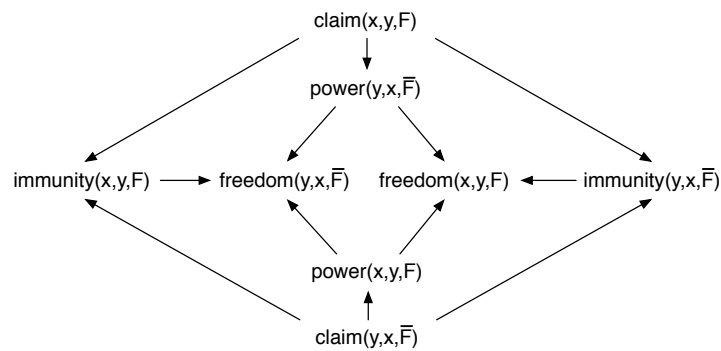 claim(x,y,F)
power(y,x,F̅)
immunity(x,y,F) freedom(y,x,F̅) freedom(x,y,F) immunity(y,x,F̅)
power(x,y,F)
claim(y,x,F̅)